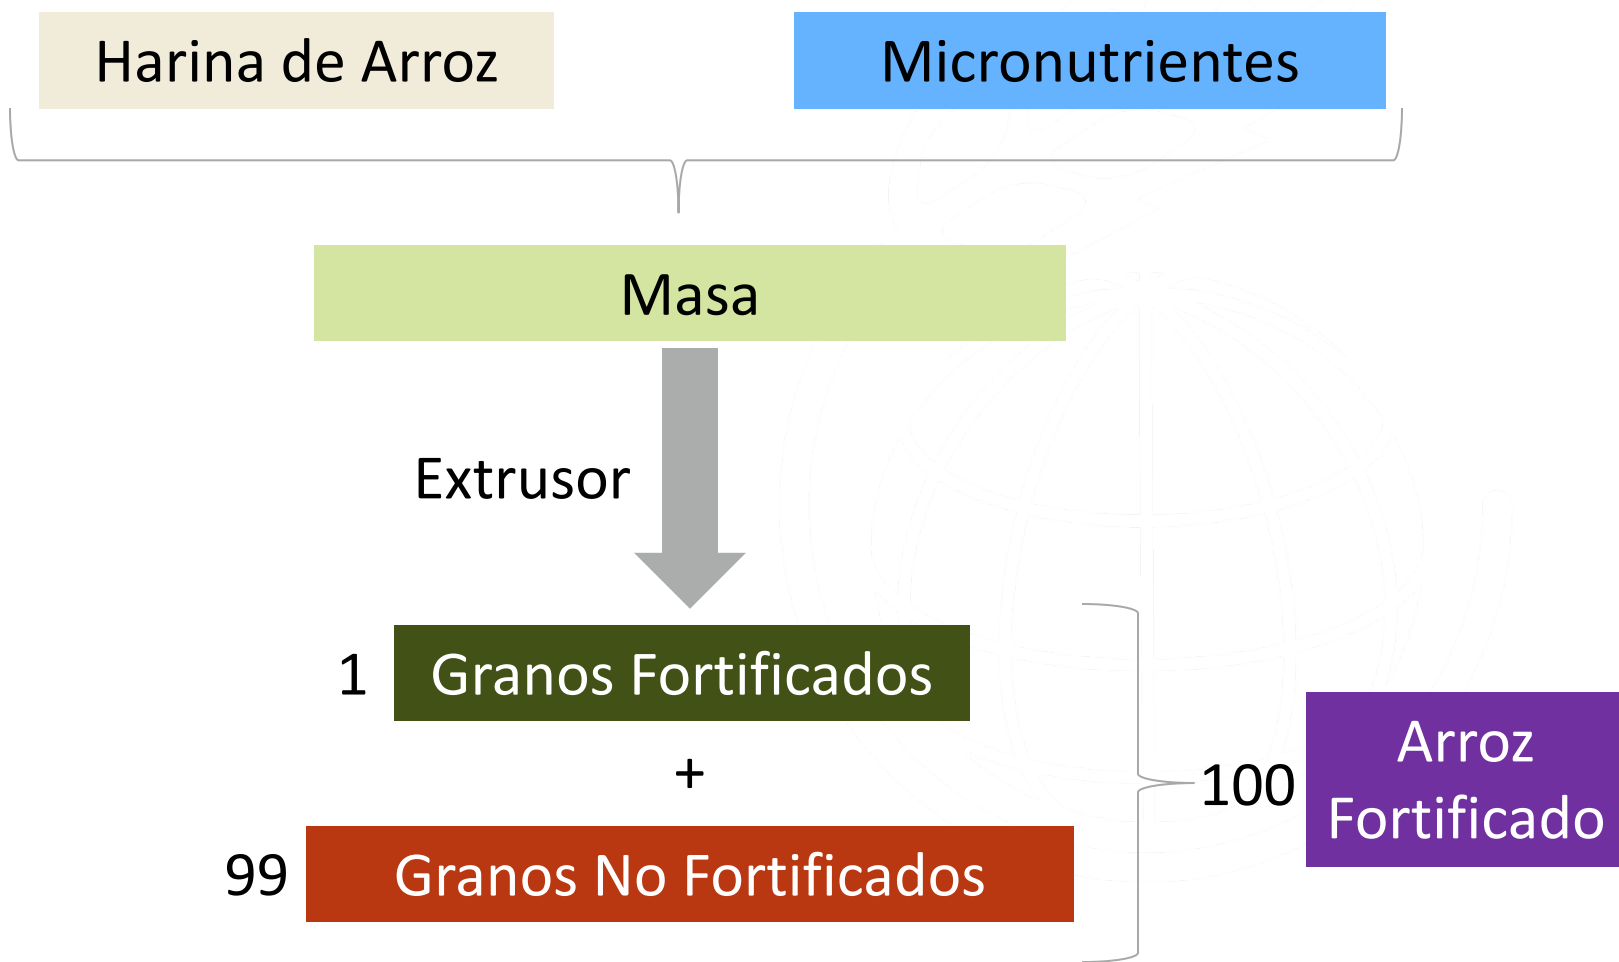 Harina de Arroz
Micronutrientes
Masa
Extrusor
1
Granos Fortificados
+
99
Granos No Fortificados
100
Arroz
Fortificado